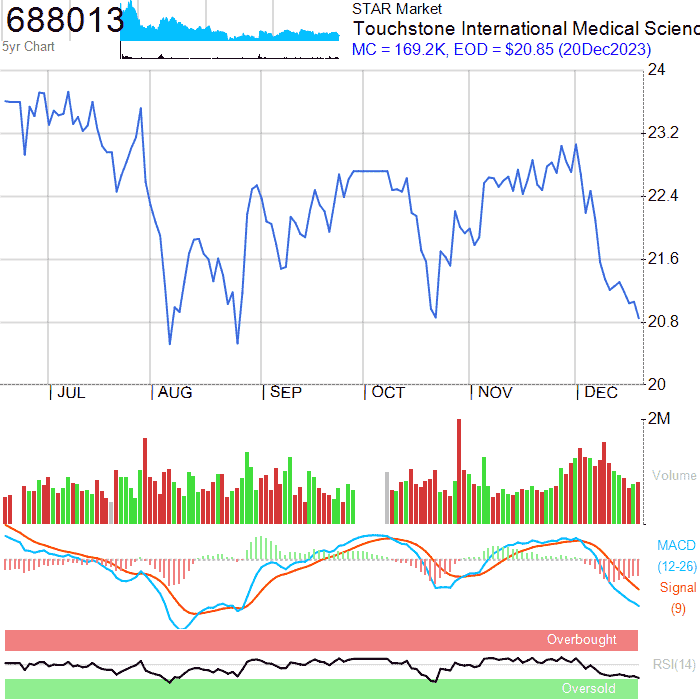 688013
5yr Chart
STAR Market
Touchstone International Medical Scienc
MC = 169.2K, EOD = $20.85 (20Dec2023)
24
23.2
22.4
21.6
20.8
20
JUL AUG SEP OCT NOV DEC
2M
Volume
MACD
(12-26)
Signal
(9)
Overbought
RSI(14)
Oversold